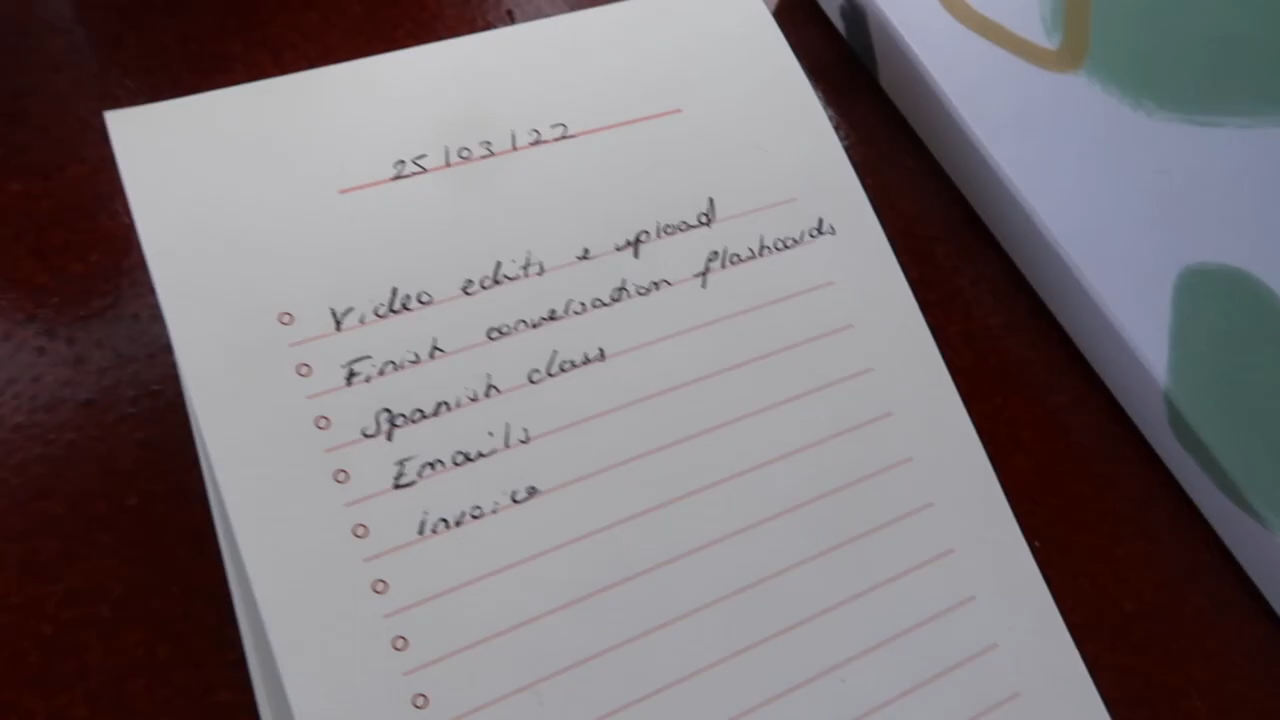 25/03/22
Video edits & upload
Finish conversation flashcards
Spanish class
Emails
invoice